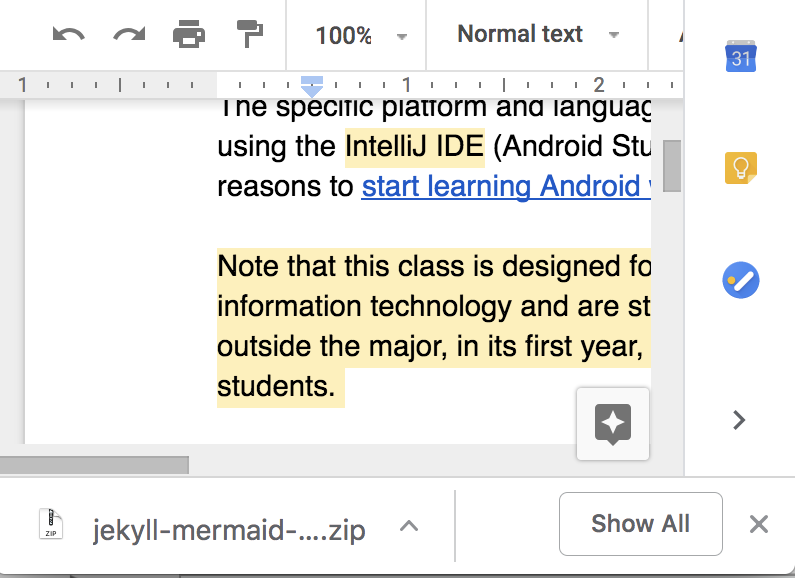 100% Normal text
31
1 1 2
The specific platform and languag
using the IntelliJ IDE (Android Stu
reasons to start learning Android
Note that this class is designed fo
information technology and are st
outside the major, in its first year,
students.
ZIP jekyll-mermaid-....zip Show All